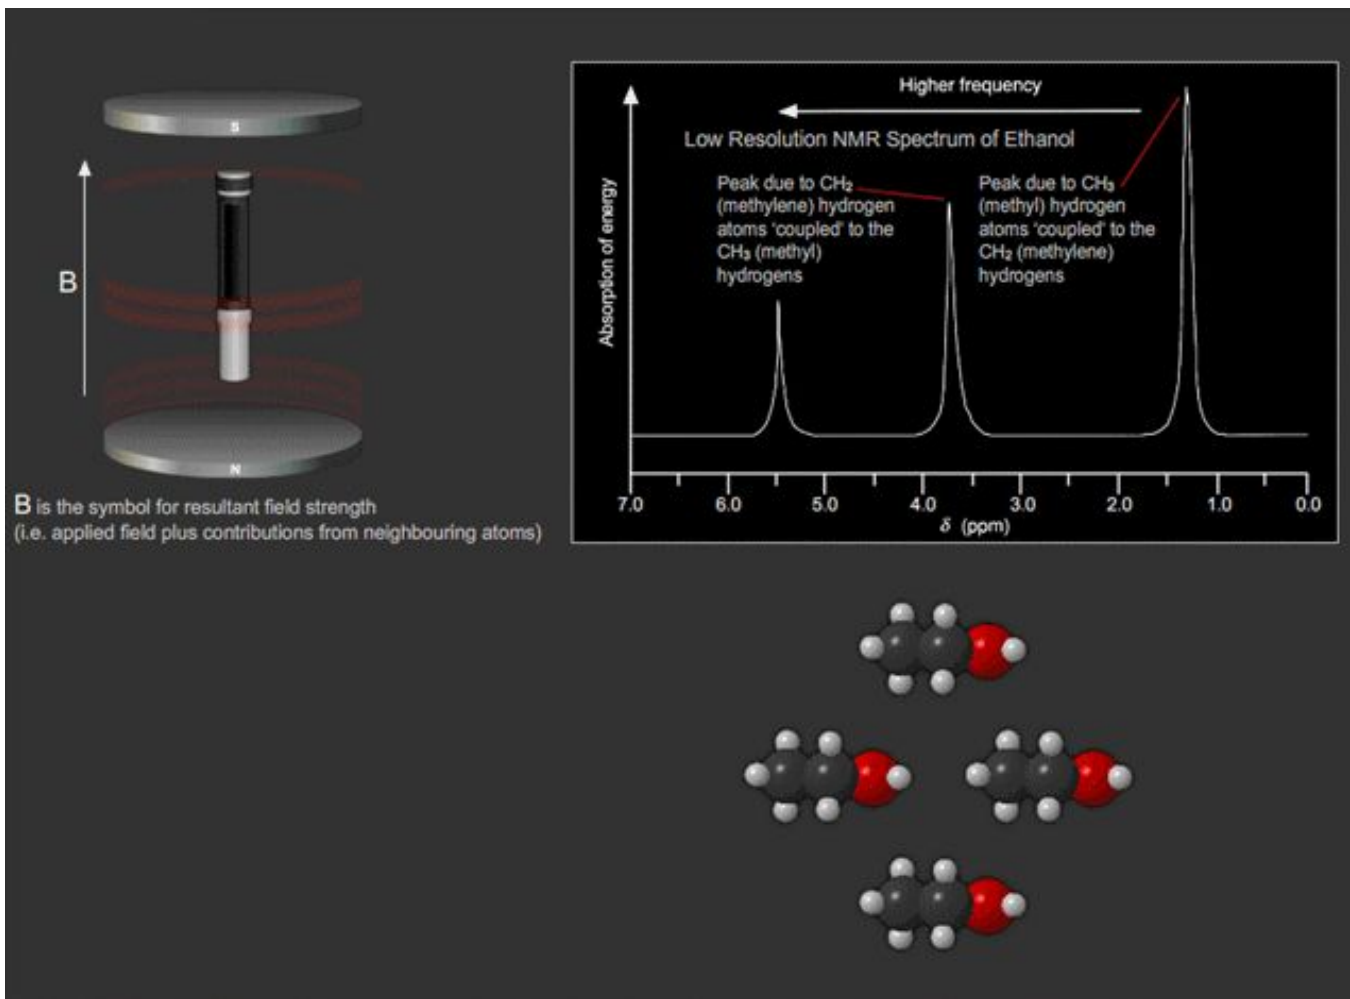 S
B
N
B is the symbol for resultant field strength
(i.e. applied field plus contributions from neighbouring atoms)
Higher frequency
Low Resolution NMR Spectrum of Ethanol
Peak due to CH₂
(methylene) hydrogen
atoms ‘coupled’ to the
CH₃ (methyl)
hydrogens
Peak due to CH₃
(methyl) hydrogen
atoms ‘coupled’ to the
CH₂ (methylene)
hydrogens
Absorption of energy
7.0 6.0 5.0 4.0 3.0 2.0 1.0 0.0
δ (ppm)